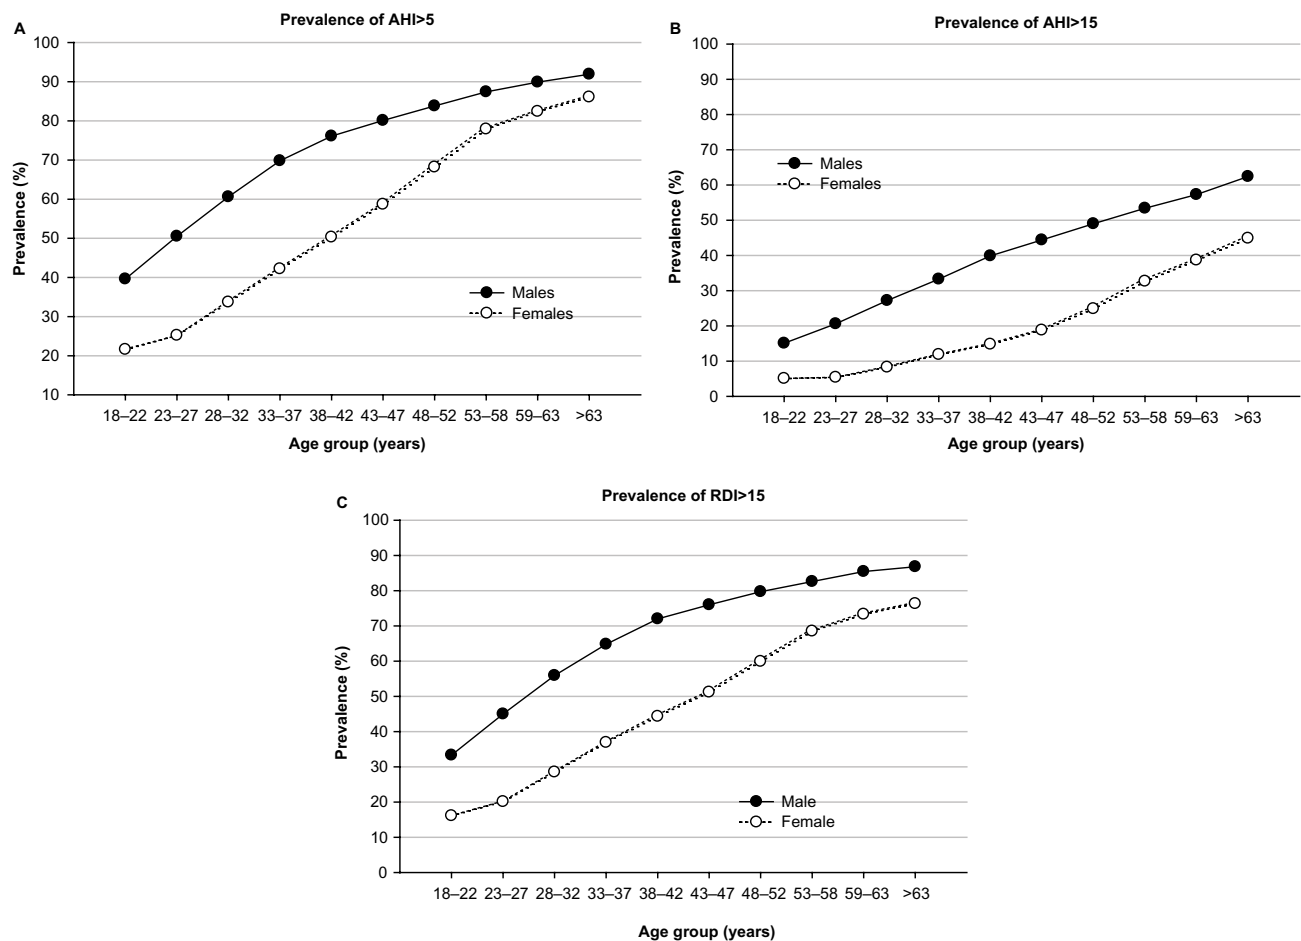 A
Prevalence of AHI>5
Prevalence (%)
100
90
80
70
60
50
40
30
20
10
Males
Females
18–22 23–27 28–32 33–37 38–42 43–47 48–52 53–58 59–63 >63
Age group (years)
B
Prevalence of AHI>15
Prevalence (%)
100
90
80
70
60
50
40
30
20
10
0
Males
Females
18–22 23–27 28–32 33–37 38–42 43–47 48–52 53–58 59–63 >63
Age group (years)
C
Prevalence of RDI>15
Prevalence (%)
100
90
80
70
60
50
40
30
20
10
0
Male
Female
18–22 23–27 28–32 33–37 38–42 43–47 48–52 53–58 59–63 >63
Age group (years)